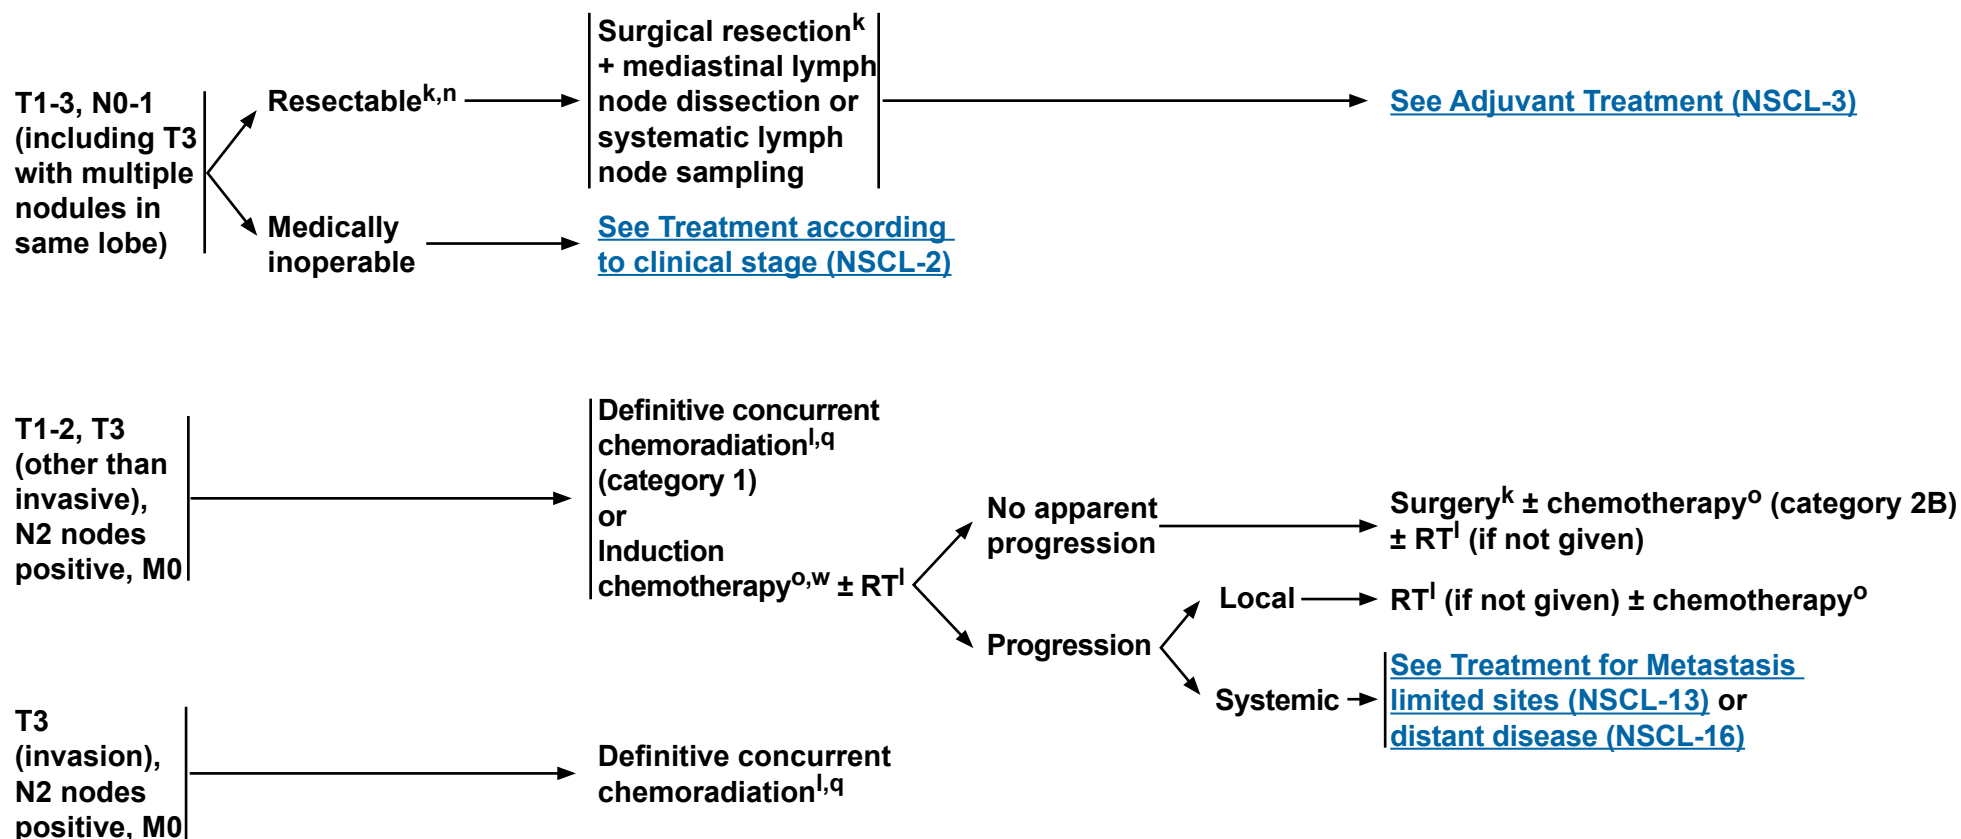 T1-3, N0-1
(including T3
with multiple
nodules in
same lobe)
Resectablek,n
Surgical resectionk
+ mediastinal lymph
node dissection or
systematic lymph
node sampling
See Adjuvant Treatment (NSCL-3)
Medically
inoperable
See Treatment according
to clinical stage (NSCL-2)
T1-2, T3
(other than
invasive),
N2 nodes
positive, M0
Definitive concurrent
chemoradiationl,q
(category 1)
or
Induction
chemotherapyo,w ± RTl
No apparent
progression
Surgeryk ± chemotherapyo (category 2B)
± RTl (if not given)
Progression
Local
RTl (if not given) ± chemotherapyo
Systemic
See Treatment for Metastasis
limited sites (NSCL-13) or
distant disease (NSCL-16)
T3
(invasion),
N2 nodes
positive, M0
Definitive concurrent
chemoradiationl,q